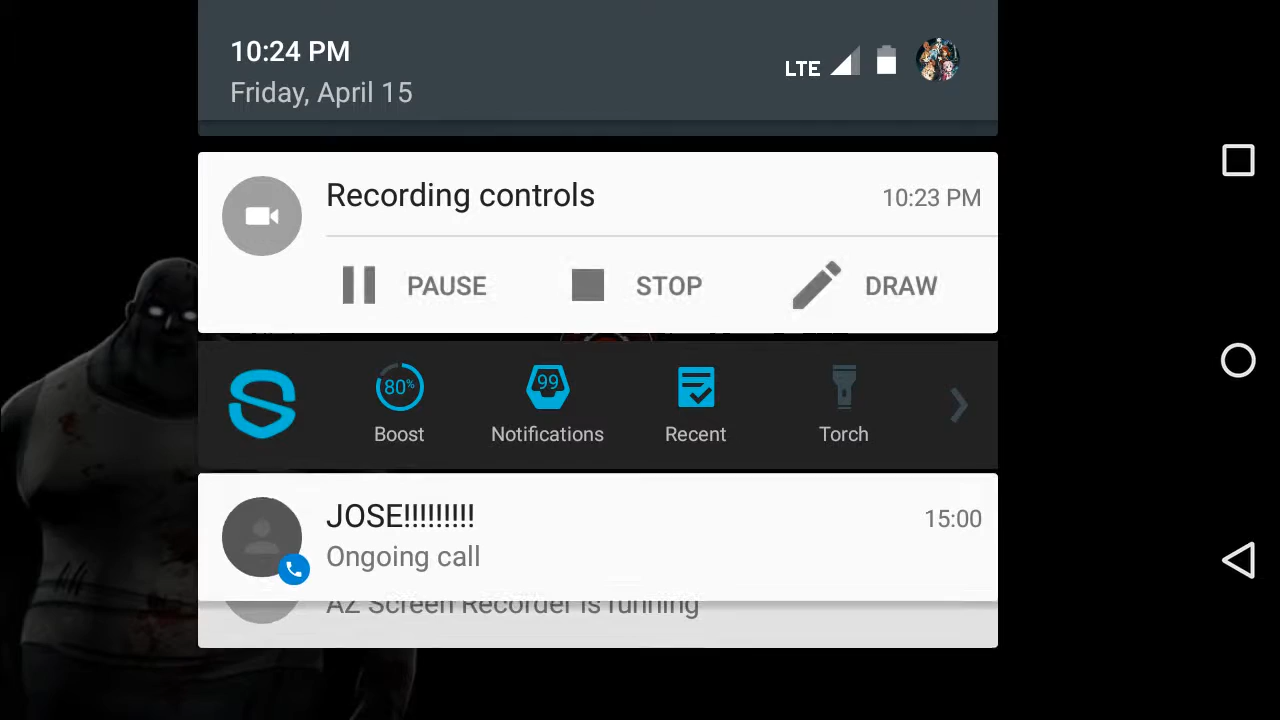 10:24 PM
LTE
Friday, April 15
Recording controls
10:23 PM
PAUSE
STOP
DRAW
80%
99
Boost
Notifications
Recent
Torch
JOSE!!!!!!!!!
15:00
Ongoing call
AZ Screen Recorder is running